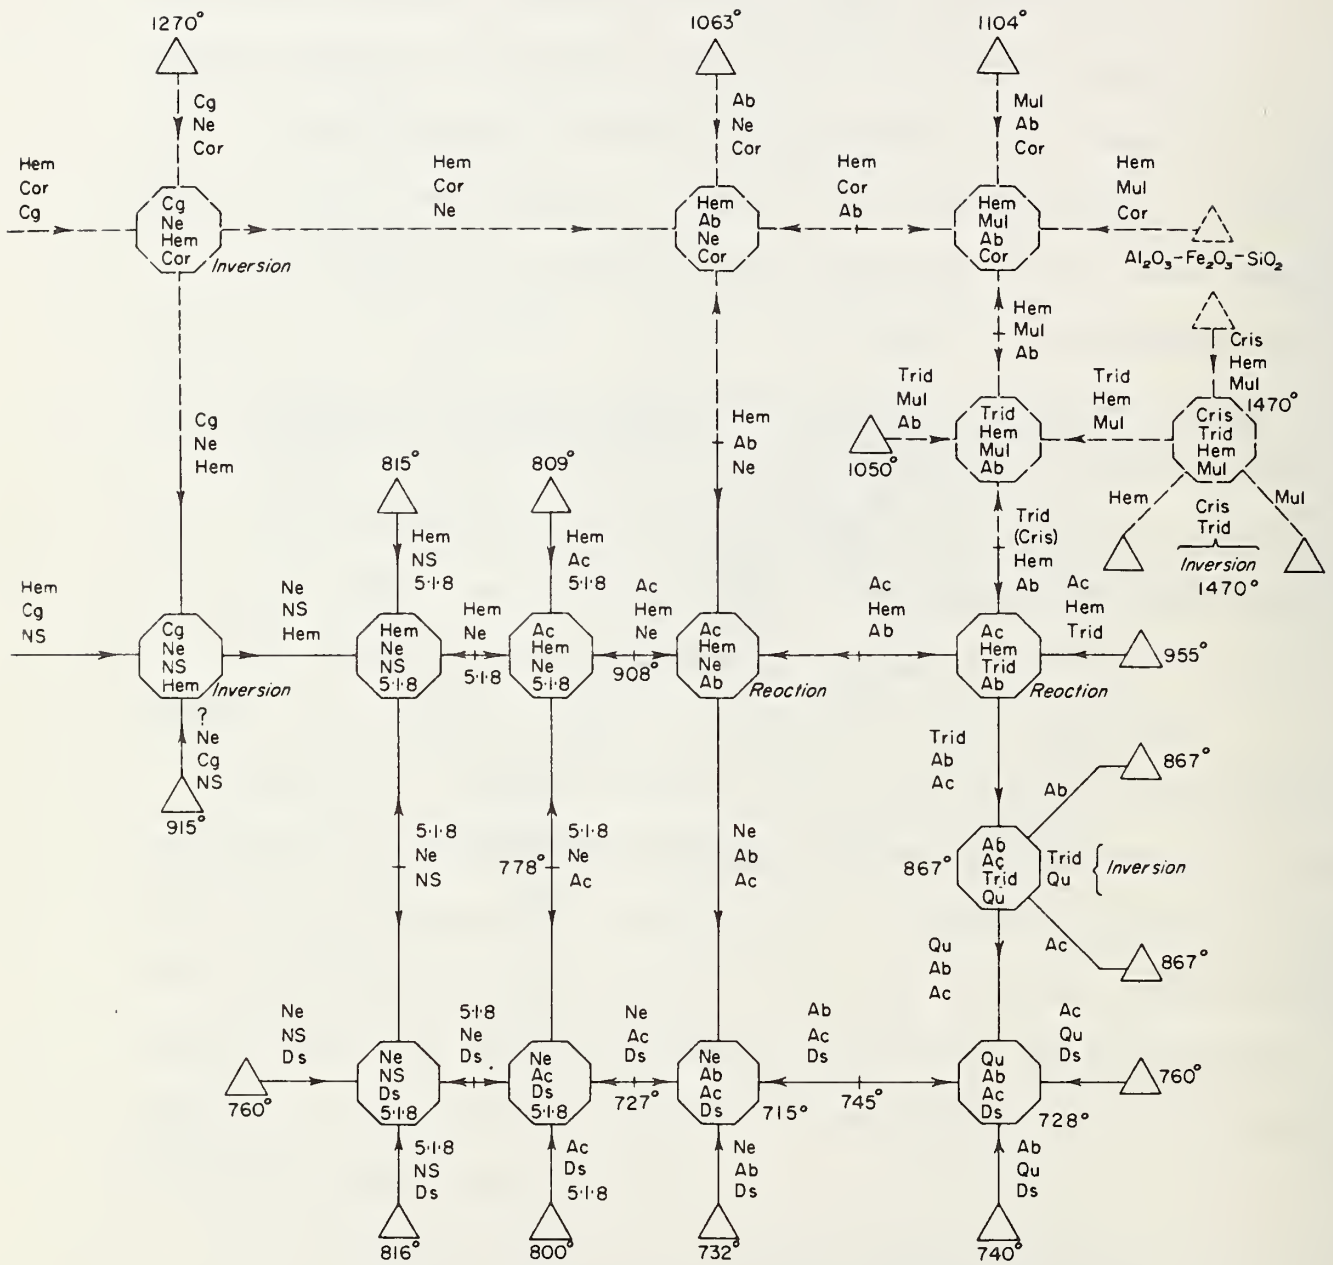 1270°
1063°
1104°
Cg
Ne
Cor
Ab
Ne
Cor
Mul
Ab
Cor
Hem
Cor
Cg
Hem
Cor
Ne
Hem
Cor
Ab
Hem
Mul
Cor
Cg
Ne
Hem
Cor
Inversion
Hem
Ab
Ne
Cor
Hem
Mul
Ab
Cor
Al₂O₃-Fe₂O₃-SiO₂
Hem
Mul
Ab
Cris
Hem
Mul
1470°
Cg
Ne
Hem
Hem
Ab
Ne
Trid
Mul
Ab
1050°
Trid
Hem
Mul
Ab
Trid
Hem
Mul
Cris
Trid
Hem
Mul
Hem
Mul
Cris
Trid
Inversion
1470°
815°
809°
Hem
NS
5·1·8
Hem
Ac
5·1·8
Trid
(Cris)
Hem
Ab
Hem
Cg
NS
Ne
NS
Hem
Hem
Ne
5·1·8
Ac
Hem
Ne
908°
Ac
Hem
Ab
Ac
Hem
Trid
955°
Cg
Ne
NS
Hem
Inversion
Hem
Ne
NS
5·1·8
Ac
Hem
Ne
5·1·8
Ac
Hem
Ne
Ab
Reaction
Ac
Hem
Trid
Ab
Reaction
?
Ne
Cg
NS
915°
Trid
Ab
Ac
867°
Ab
5·1·8
Ne
NS
778°
5·1·8
Ne
Ac
Ne
Ab
Ac
867°
Ab
Ac
Trid
Qu
Trid
Qu
Inversion
Ac
867°
Qu
Ab
Ac
Ne
NS
Ds
760°
5·1·8
Ne
Ds
Ne
Ac
Ds
727°
Ab
Ac
Ds
745°
Ac
Qu
Ds
760°
Ne
NS
Ds
5·1·8
Ne
Ac
Ds
5·1·8
Ne
Ab
Ac
Ds
715°
Qu
Ab
Ac
Ds
728°
5·1·8
NS
Ds
816°
Ac
Ds
5·1·8
800°
Ne
Ab
Ds
732°
Ab
Qu
Ds
740°